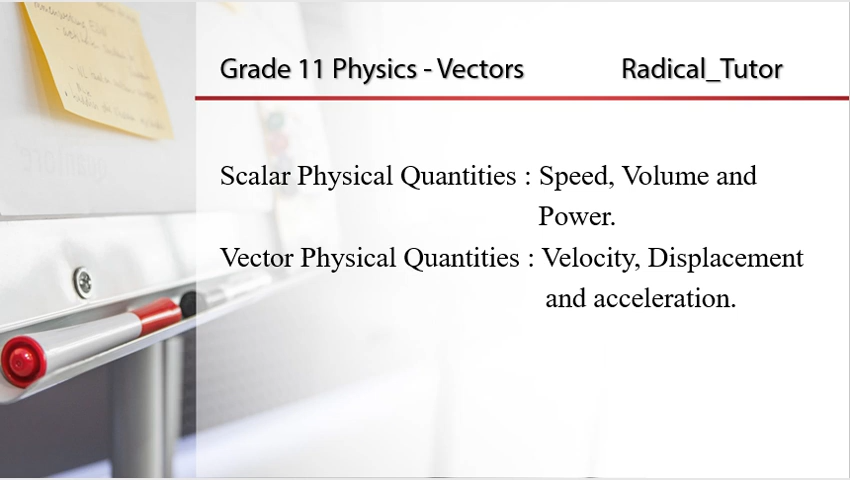 Grade 11 Physics - Vectors Radical_Tutor
Scalar Physical Quantities : Speed, Volume and
Power.
Vector Physical Quantities : Velocity, Displacement
and acceleration.